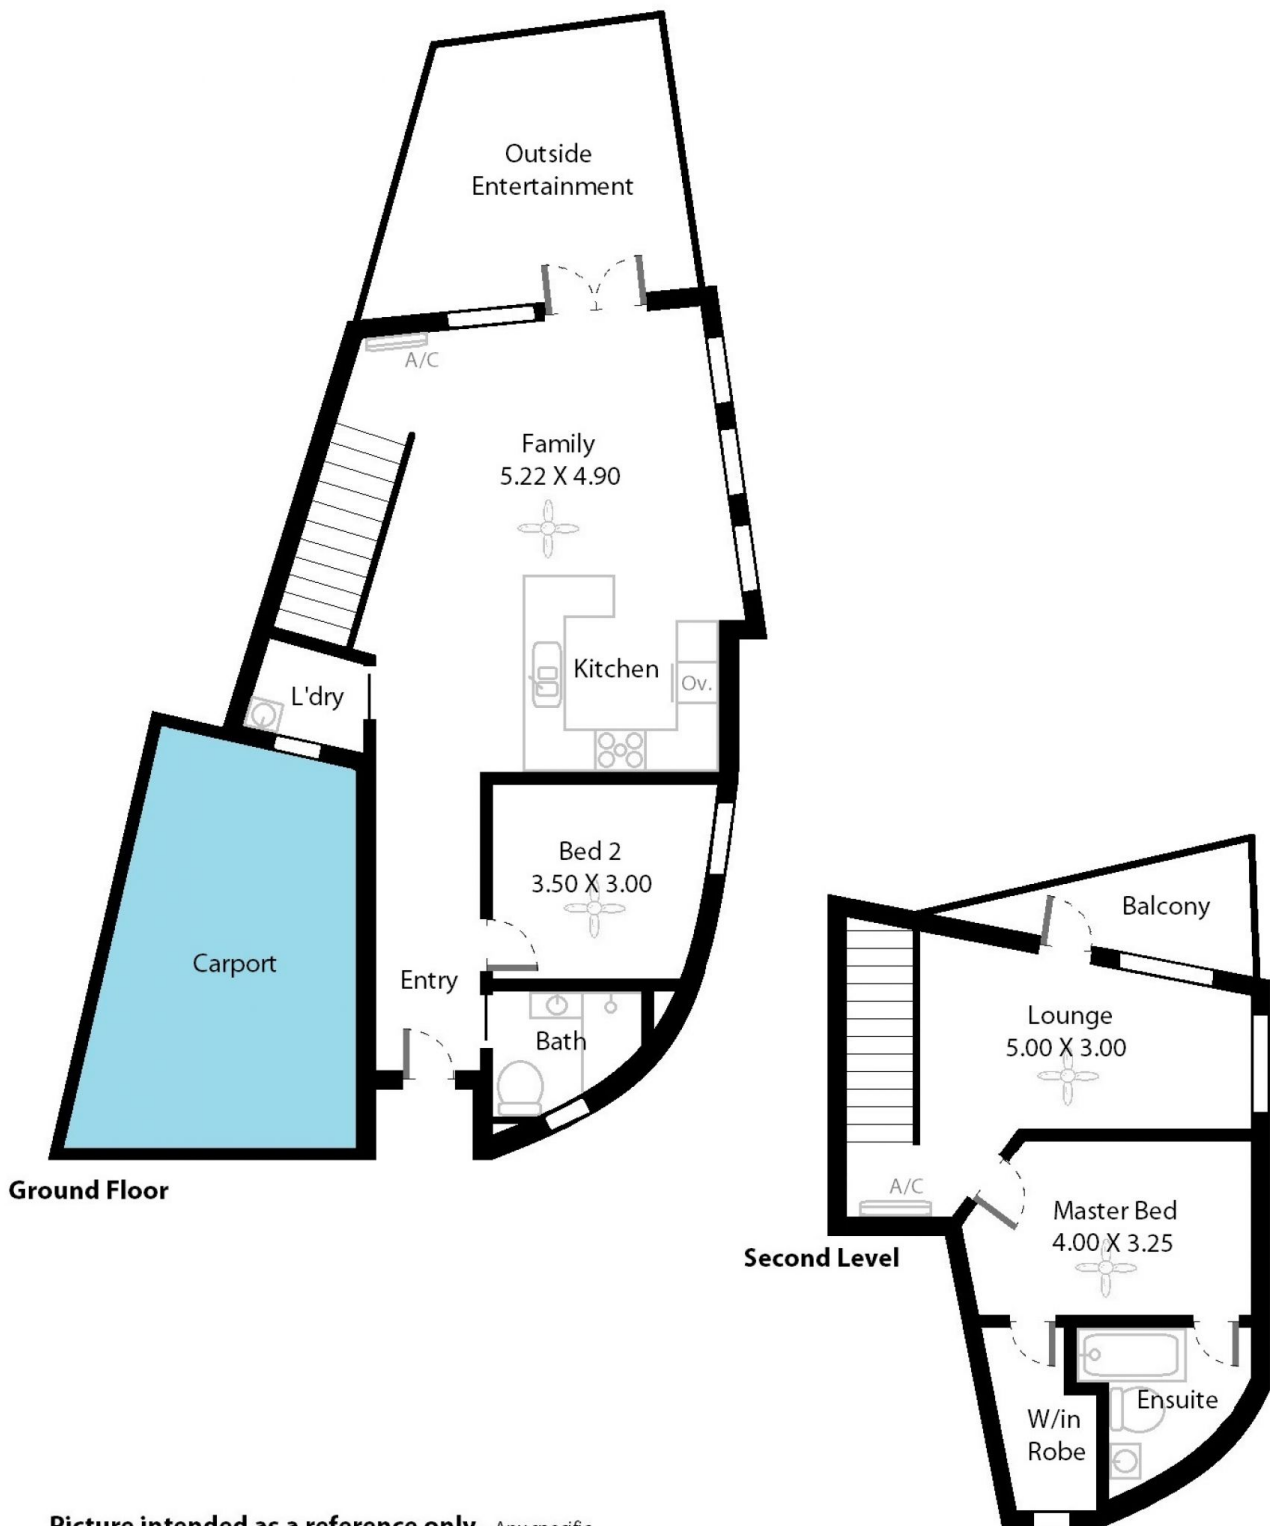 Outside
Entertainment
A/C
Family
5.22 X 4.90
Kitchen
Ov.
L'dry
Bed 2
3.50 X 3.00
Carport
Entry
Bath
Ground Floor
Balcony
Lounge
5.00 X 3.00
A/C
Master Bed
4.00 X 3.25
Second Level
Ensuite
W/in
Robe
Picture intended as a reference only. Any specific